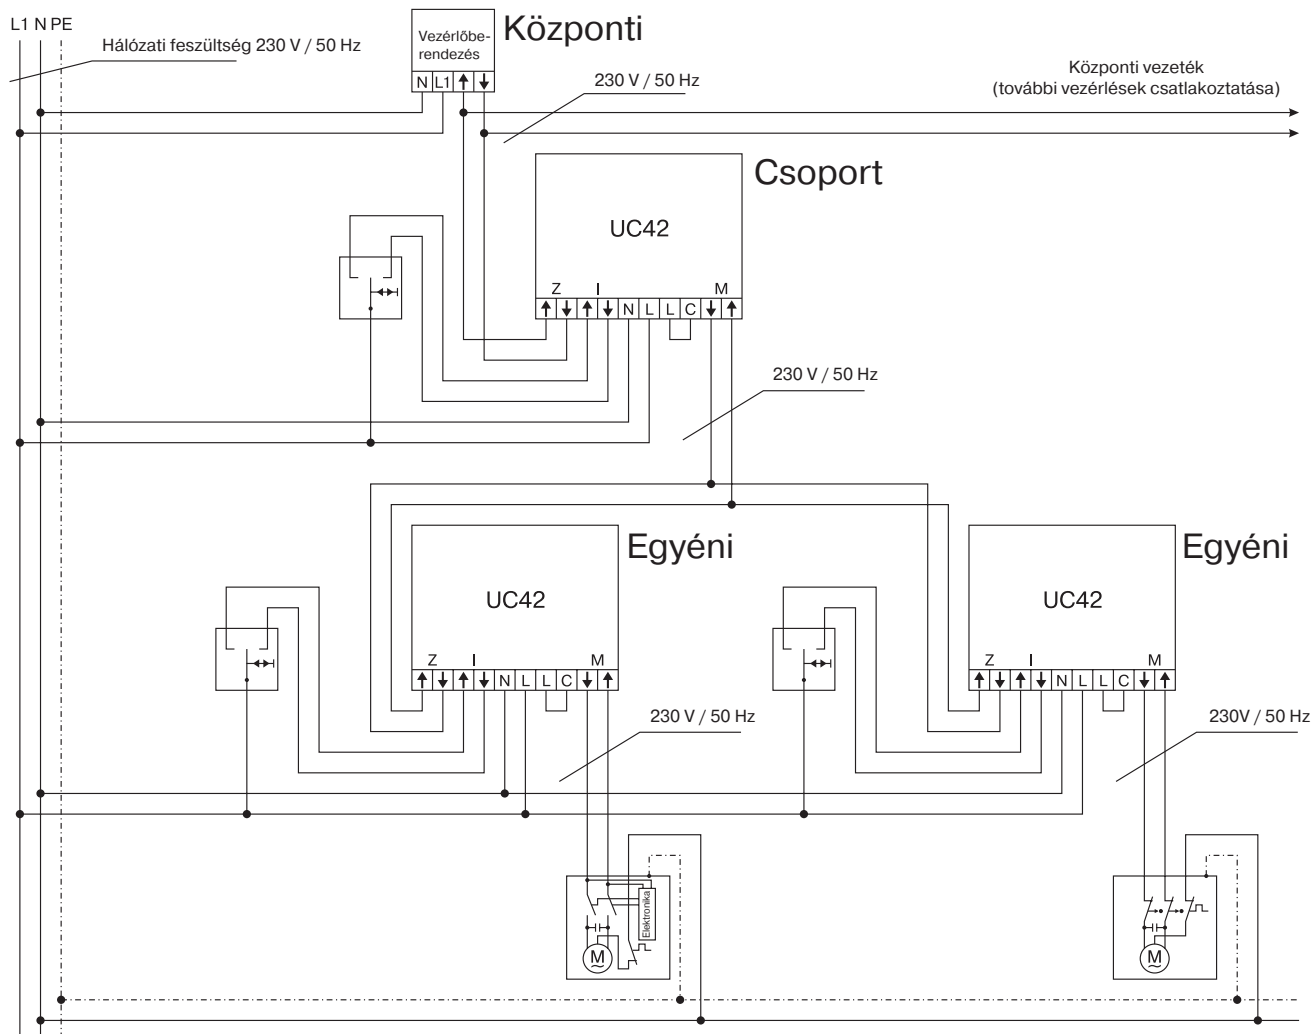 L1 N PE
Hálózati feszültség 230 V / 50 Hz
Vezérlőbe-
rendezés
Központi
N L1
230 V / 50 Hz
Központi vezeték
(további vezérlések csatlakoztatása)
Csoport
UC42
Z I M
N L L C
230 V / 50 Hz
Egyéni
UC42
Z I M
N L L C
230 V / 50 Hz
Egyéni
UC42
Z I M
N L L C
230V / 50 Hz
Elektronika
M
M